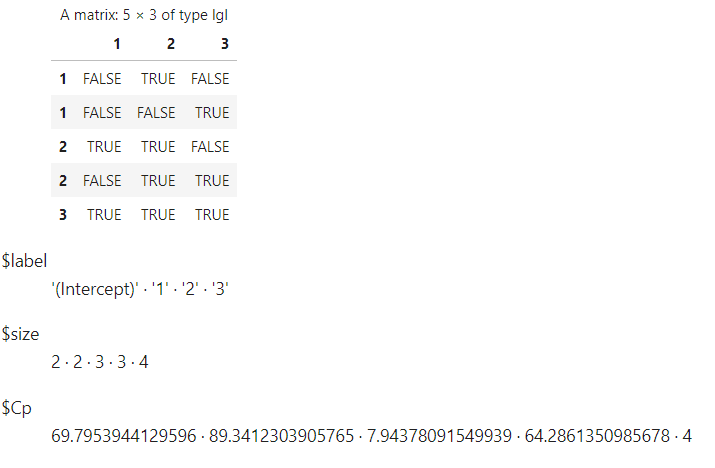 A matrix: 5 × 3 of type lgl
1 2 3
1 FALSE TRUE FALSE
1 FALSE FALSE TRUE
2 TRUE TRUE FALSE
2 FALSE TRUE TRUE
3 TRUE TRUE TRUE
$label
'(Intercept)' · '1' · '2' · '3'
$size
2 · 2 · 3 · 3 · 4
$Cp
69.7953944129596 · 89.3412303905765 · 7.94378091549939 · 64.2861350985678 · 4